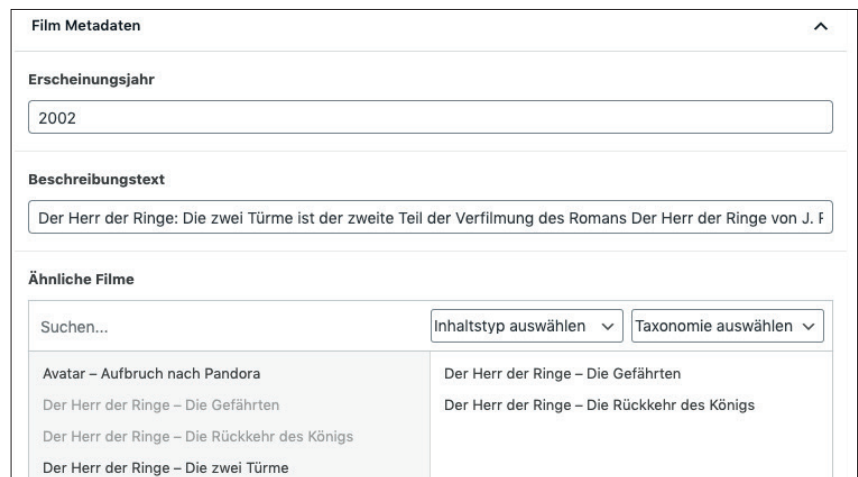 Film Metadaten
Erscheinungsjahr
2002
Beschreibungstext
Der Herr der Ringe: Die zwei Türme ist der zweite Teil der Verfilmung des Romans Der Herr der Ringe von J.
Ähnliche Filme
Suchen... Inhaltstyp auswählen Taxonomie auswählen
Avatar – Aufbruch nach Pandora
Der Herr der Ringe – Die Gefährten
Der Herr der Ringe – Die Rückkehr des Königs
Der Herr der Ringe – Die zwei Türme
Der Herr der Ringe – Die Gefährten
Der Herr der Ringe – Die Rückkehr des Königs